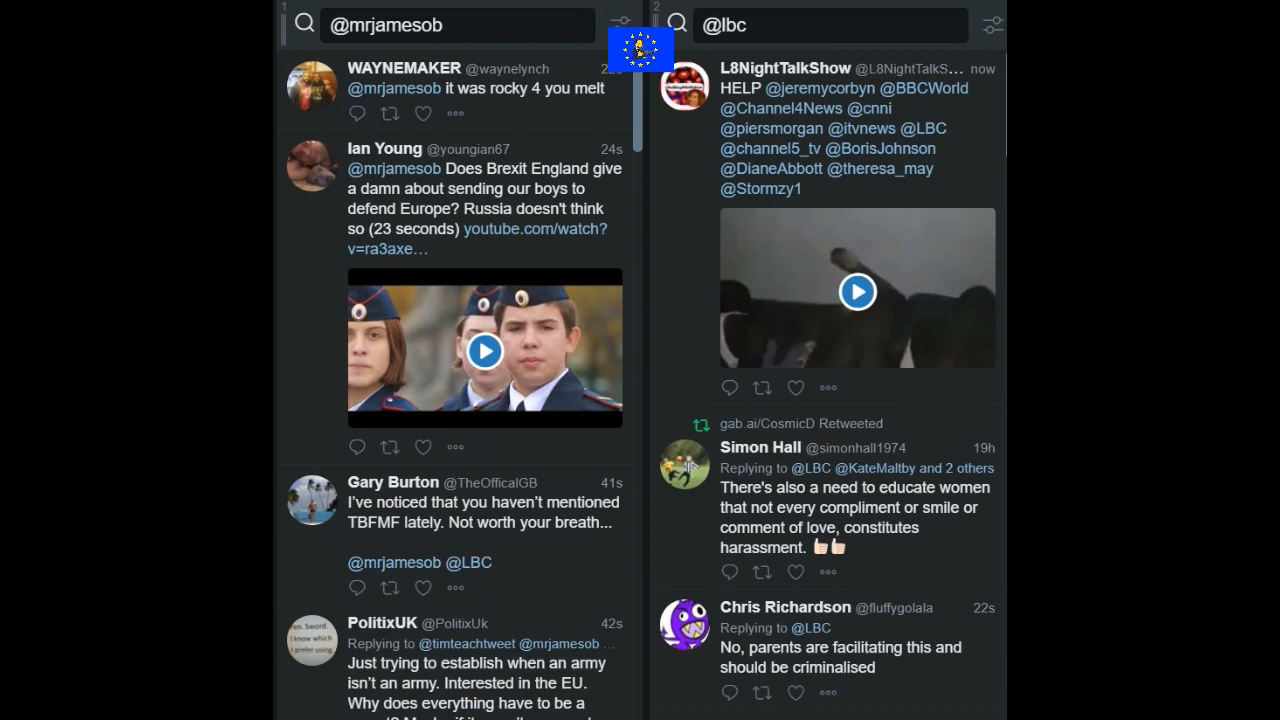 1
@mrjamesob
WAYNEMAKER @waynelynch
@mrjamesob it was rocky 4 you melt
Ian Young @youngian67 24s
@mrjamesob Does Brexit England give
a damn about sending our boys to
defend Europe? Russia doesn't think
so (23 seconds) youtube.com/watch?
v=ra3axe…
Gary Burton @TheOfficalGB 41s
I've noticed that you haven't mentioned
TBFMF lately. Not worth your breath...
@mrjamesob @LBC
PolitixUK @PolitixUk 42s
Replying to @timteachtweet @mrjamesob …
Just trying to establish when an army
isn't an army. Interested in the EU.
Why does everything have to be a
2
@lbc
L8NightTalkShow @L8NightTalkS… now
HELP @jeremycorbyn @BBCWorld
@Channel4News @cnni
@piersmorgan @itvnews @LBC
@channel5_tv @BorisJohnson
@DianeAbbott @theresa_may
@Stormzy1
gab.ai/CosmicD Retweeted
Simon Hall @simonhall1974 19h
Replying to @LBC @KateMaltby and 2 others
There's also a need to educate women
that not every compliment or smile or
comment of love, constitutes
harassment. 👍🏻👍🏻
Chris Richardson @fluffygolala 22s
Replying to @LBC
No, parents are facilitating this and
should be criminalised